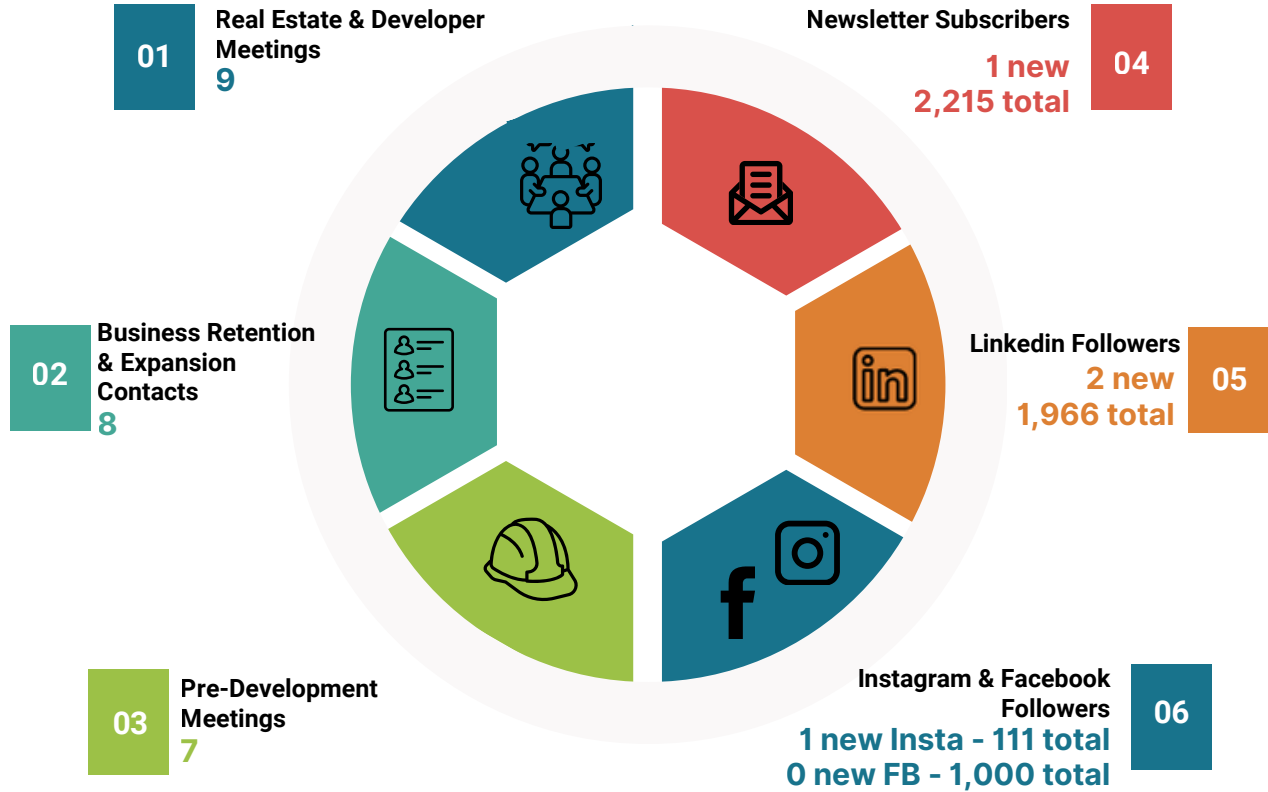 01
Real Estate & Developer
Meetings
9
02
Business Retention
& Expansion
Contacts
8
03
Pre-Development
Meetings
7
Newsletter Subscribers
1 new
2,215 total
04
Linkedin Followers
2 new
1,966 total
05
in
Instagram & Facebook
Followers
1 new Insta - 111 total
0 new FB - 1,000 total
06
f